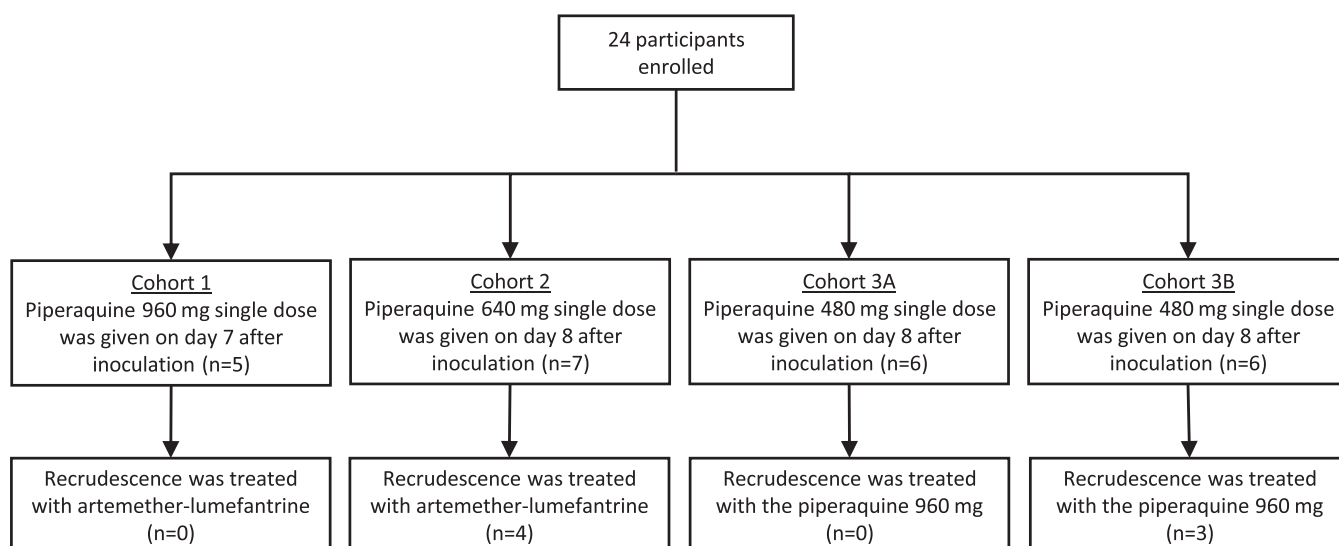 24 participants
enrolled
Cohort 1
Piperaquine 960 mg single dose
was given on day 7 after
inoculation (n=5)
Cohort 2
Piperaquine 640 mg single dose
was given on day 8 after
inoculation (n=7)
Cohort 3A
Piperaquine 480 mg single dose
was given on day 8 after
inoculation (n=6)
Cohort 3B
Piperaquine 480 mg single dose
was given on day 8 after
inoculation (n=6)
Recrudescence was treated
with artemether-lumefantrine
(n=0)
Recrudescence was treated
with artemether-lumefantrine
(n=4)
Recrudescence was treated
with the piperaquine 960 mg
(n=0)
Recrudescence was treated
with the piperaquine 960 mg
(n=3)